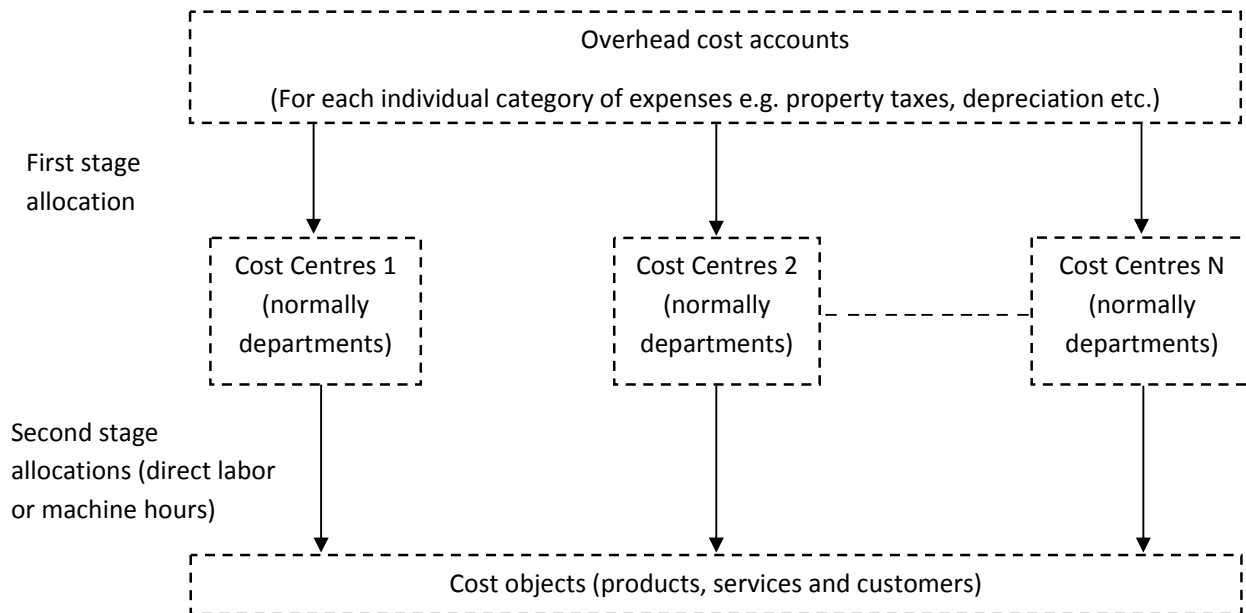 Overhead cost accounts
(For each individual category of expenses e.g. property taxes, depreciation etc.)
First stage
allocation
Cost Centres 1
(normally
departments)
Cost Centres 2
(normally
departments)
Cost Centres N
(normally
departments)
Second stage
allocations (direct labor
or machine hours)
Cost objects (products, services and customers)